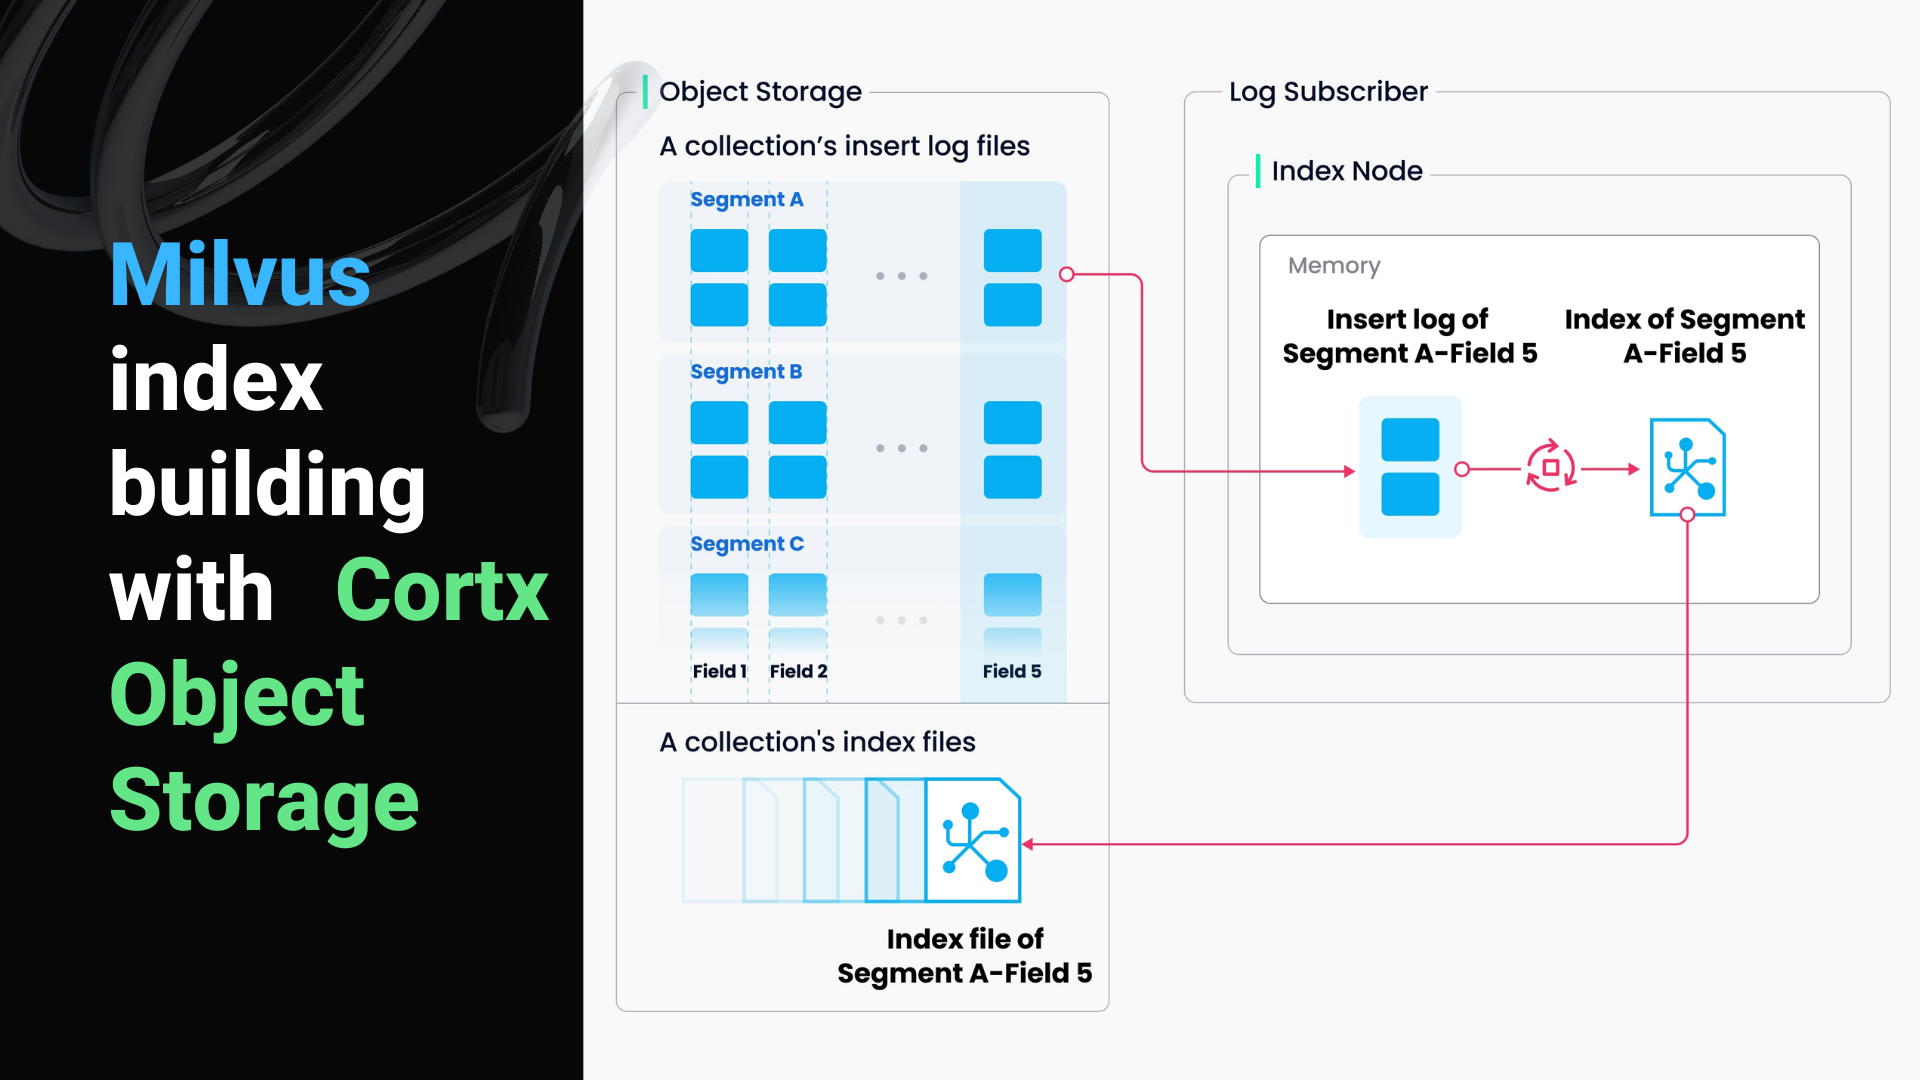 Milvus
index
building
with Cortx
Object
Storage
Object Storage
A collection’s insert log files
Segment A
Segment B
Segment C
Field 1 Field 2 Field 5
A collection's index files
Index file of
Segment A-Field 5
Log Subscriber
Index Node
Memory
Insert log of
Segment A-Field 5
Index of Segment
A-Field 5